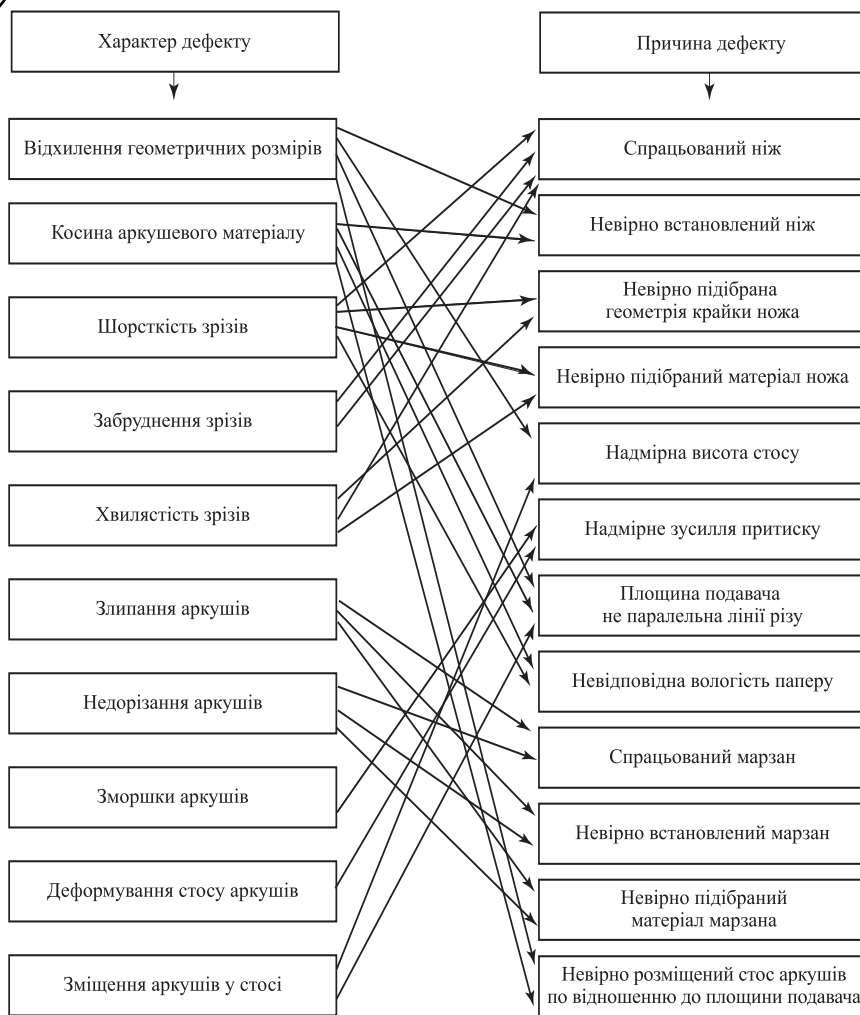 Характер дефекту
Відхилення геометричних розмірів
Косина аркушевого матеріалу
Шорсткість зрізів
Забруднення зрізів
Хвилястість зрізів
Злипання аркушів
Недорізання аркушів
Зморшки аркушів
Деформування стосу аркушів
Зміщення аркушів у стосі
Причина дефекту
Спрацьований ніж
Невірно встановлений ніж
Невірно підібрана
геометрія крайки ножа
Невірно підібраний матеріал ножа
Надмірна висота стосу
Надмірне зусилля притиску
Площина подавача
не паралельна лінії різу
Невідповідна вологість паперу
Спрацьований марзан
Невірно встановлений марзан
Невірно підібраний
матеріал марзана
Невірно розміщений стос аркушів
по відношенню до площини подавача